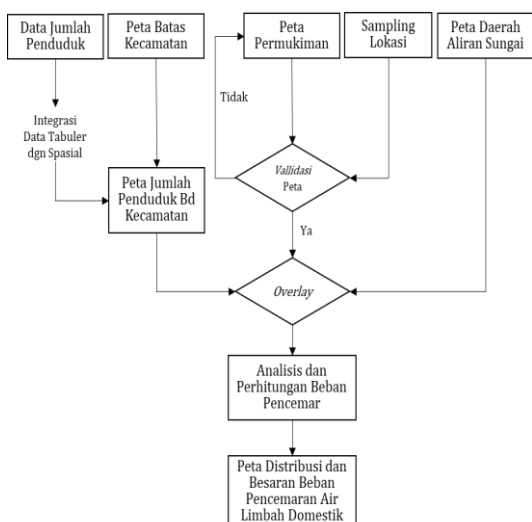 Data Jumlah
Penduduk
Peta Batas
Kecamatan
Peta
Permukiman
Sampling
Lokasi
Peta Daerah
Aliran Sungai
Tidak
Integrasi
Data Tabuler
dgn Spasial
Peta Jumlah
Penduduk Bd
Kecamatan
Vallidasi
Peta
Ya
Overlay
Analisis dan
Perhitungan Beban
Pencemar
Peta Distribusi dan
Besaran Beban
Pencemaran Air
Limbah Domestik